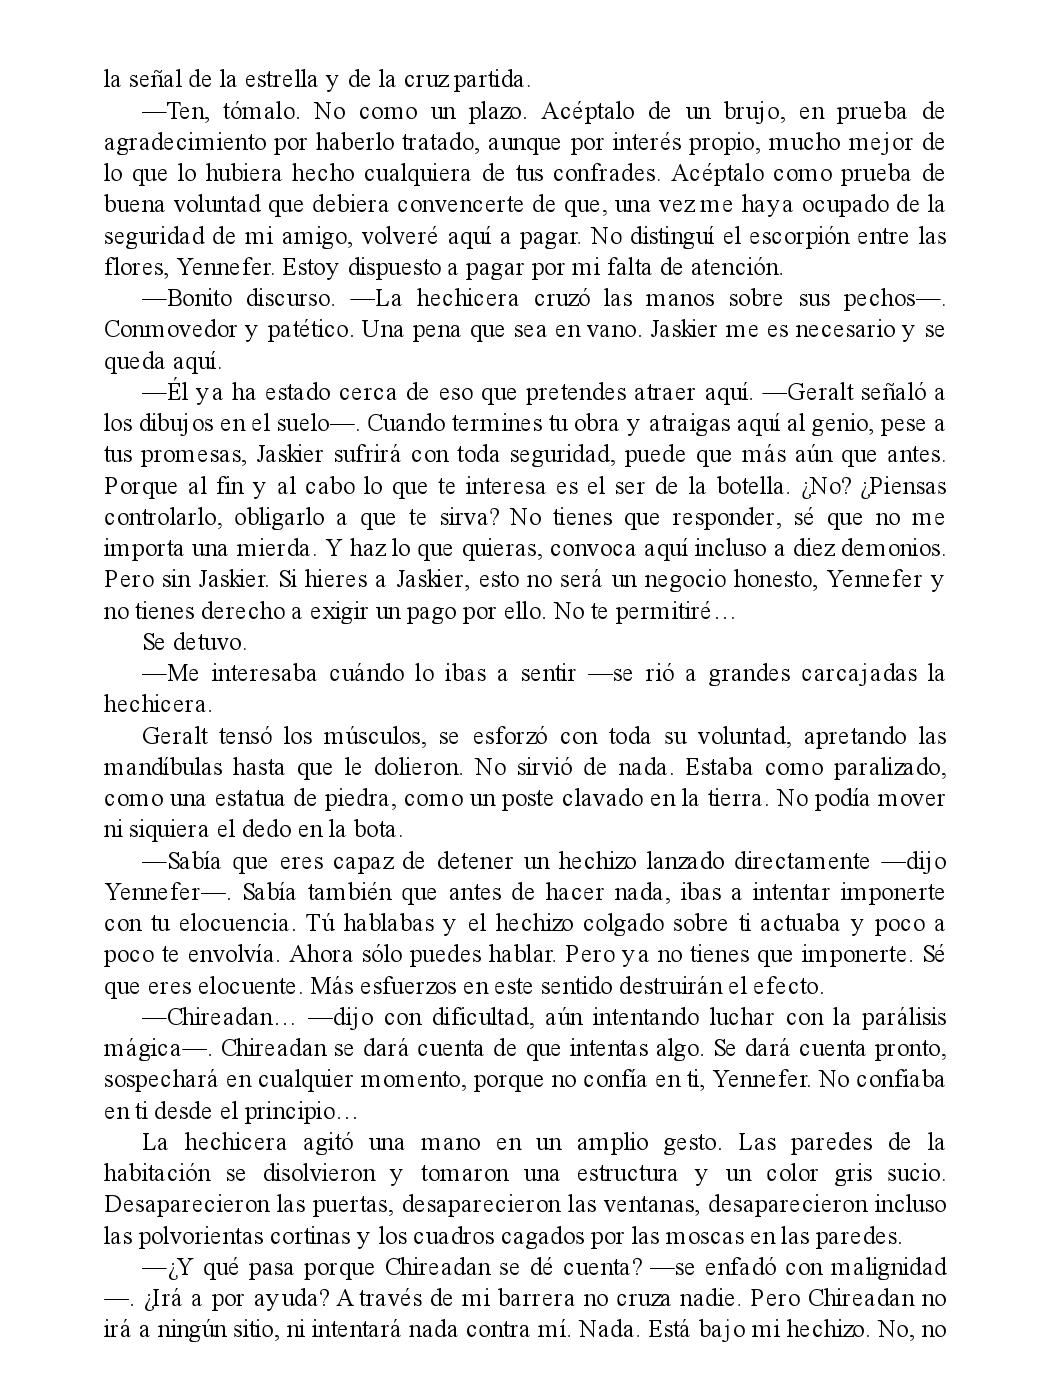 la señal de la estrella y de la cruz partida.
—Ten, tómalo. No como un plazo. Acéptalo de un brujo, en prueba de
agradecimiento por haberlo tratado, aunque por interés propio, mucho mejor de
lo que lo hubiera hecho cualquiera de tus confrades. Acéptalo como prueba de
buena voluntad que debiera convencerte de que, una vez me haya ocupado de la
seguridad de mi amigo, volveré aquí a pagar. No distinguí el escorpión entre las
flores, Yennefer. Estoy dispuesto a pagar por mi falta de atención.
—Bonito discurso. —La hechicera cruzó las manos sobre sus pechos—.
Conmovedor y patético. Una pena que sea en vano. Jaskier me es necesario y se
queda aquí.
—Él ya ha estado cerca de eso que pretendes atraer aquí. —Geralt señaló a
los dibujos en el suelo—. Cuando termines tu obra y atraigas aquí al genio, pese a
tus promesas, Jaskier sufrirá con toda seguridad, puede que más aún que antes.
Porque al fin y al cabo lo que te interesa es el ser de la botella. ¿No? ¿Piensas
controlarlo, obligarlo a que te sirva? No tienes que responder, sé que no me
importa una mierda. Y haz lo que quieras, convoca aquí incluso a diez demonios.
Pero sin Jaskier. Si hieres a Jaskier, esto no será un negocio honesto, Yennefer y
no tienes derecho a exigir un pago por ello. No te permitiré…
Se detuvo.
—Me interesaba cuándo lo ibas a sentir —se rió a grandes carcajadas la
hechicera.
Geralt tensó los músculos, se esforzó con toda su voluntad, apretando las
mandíbulas hasta que le dolieron. No sirvió de nada. Estaba como paralizado,
como una estatua de piedra, como un poste clavado en la tierra. No podía mover
ni siquiera el dedo en la bota.
—Sabía que eres capaz de detener un hechizo lanzado directamente —dijo
Yennefer—. Sabía también que antes de hacer nada, ibas a intentar imponerte
con tu elocuencia. Tú hablabas y el hechizo colgado sobre ti actuaba y poco a
poco te envolvía. Ahora sólo puedes hablar. Pero ya no tienes que imponerte. Sé
que eres elocuente. Más esfuerzos en este sentido destruirán el efecto.
—Chireadan… —dijo con dificultad, aún intentando luchar con la parálisis
mágica—. Chireadan se dará cuenta de que intentas algo. Se dará cuenta pronto,
sospechará en cualquier momento, porque no confía en ti, Yennefer. No confiaba
en ti desde el principio…
La hechicera agitó una mano en un amplio gesto. Las paredes de la
habitación se disolvieron y tomaron una estructura y un color gris sucio.
Desaparecieron las puertas, desaparecieron las ventanas, desaparecieron incluso
las polvorientas cortinas y los cuadros cagados por las moscas en las paredes.
—¿Y qué pasa porque Chireadan se dé cuenta? —se enfadó con malignidad
—. ¿Irá a por ayuda? A través de mi barrera no cruza nadie. Pero Chireadan no
irá a ningún sitio, ni intentará nada contra mí. Nada. Está bajo mi hechizo. No, no